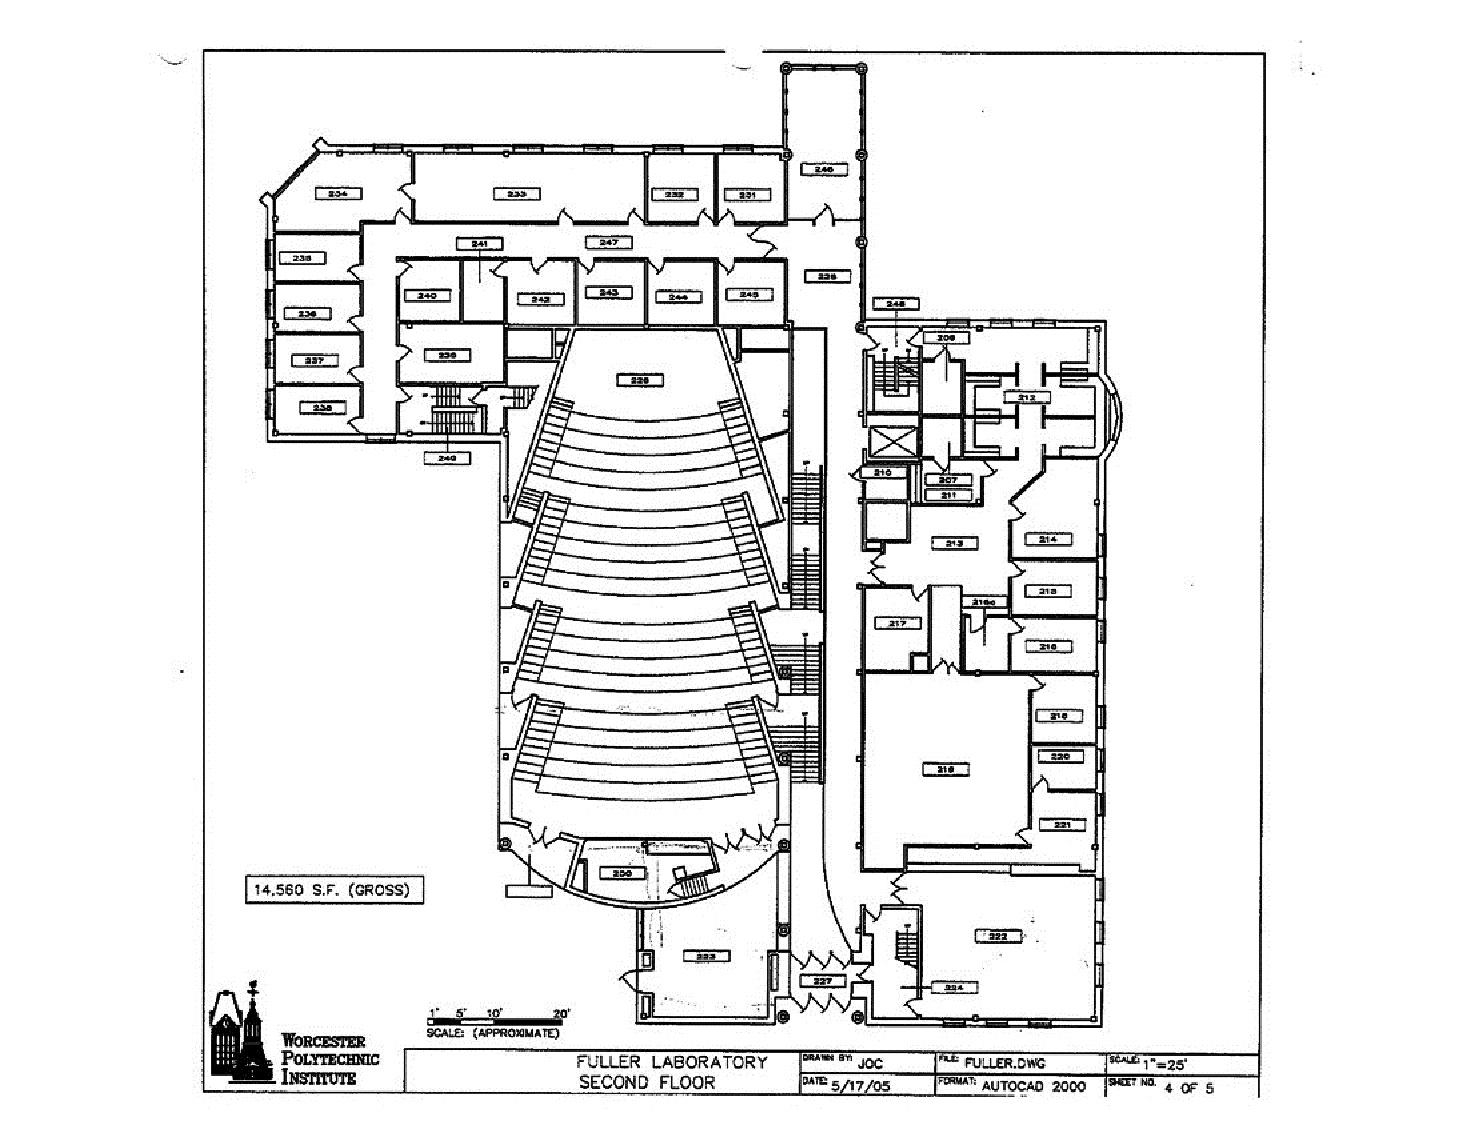 246
234
233
232
231
241
247
235
226
240
242
243
244
245
248
236
206
237
239
225
238
212
249
210
207
211
213
214
215
216C
217
216
219
220
218
221
230
14,560 S.F. (GROSS)
222
223
227
224
1' 5' 10' 20'
SCALE: (APPROXIMATE)
WORCESTER
POLYTECHNIC
INSTITUTE
FULLER LABORATORY
SECOND FLOOR
DRAWN BY: JOC
FILE: FULLER.DWG
SCALE: 1"=25'
DATE: 5/17/05
FORMAT: AUTOCAD 2000
SHEET NO. 4 OF 5